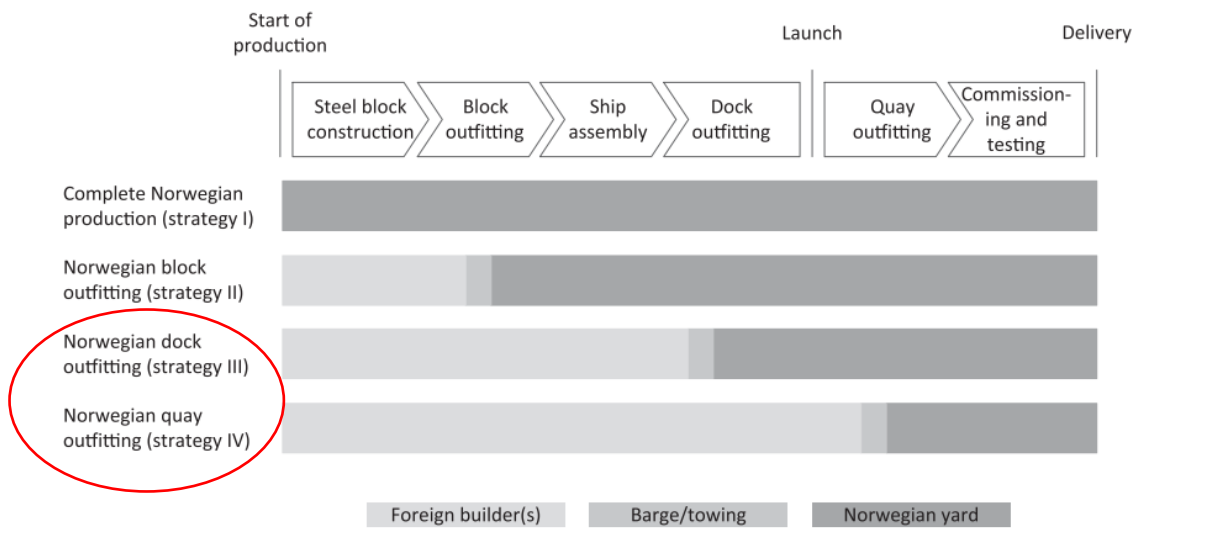 Start of
production
Launch
Delivery
Steel block
construction
Block
outfitting
Ship
assembly
Dock
outfitting
Quay
outfitting
Commission-
ing and
testing
Complete Norwegian
production (strategy I)
Norwegian block
outfitting (strategy II)
Norwegian dock
outfitting (strategy III)
Norwegian quay
outfitting (strategy IV)
Foreign builder(s)
Barge/towing
Norwegian yard